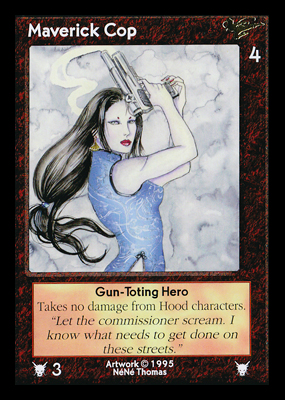 Maverick Cop
4
Gun-Toting Hero
Takes no damage from Hood characters.
“Let the commissioner scream. I
know what needs to get done on
these streets.”
Artwork © 1995
3
NéNé Thomas